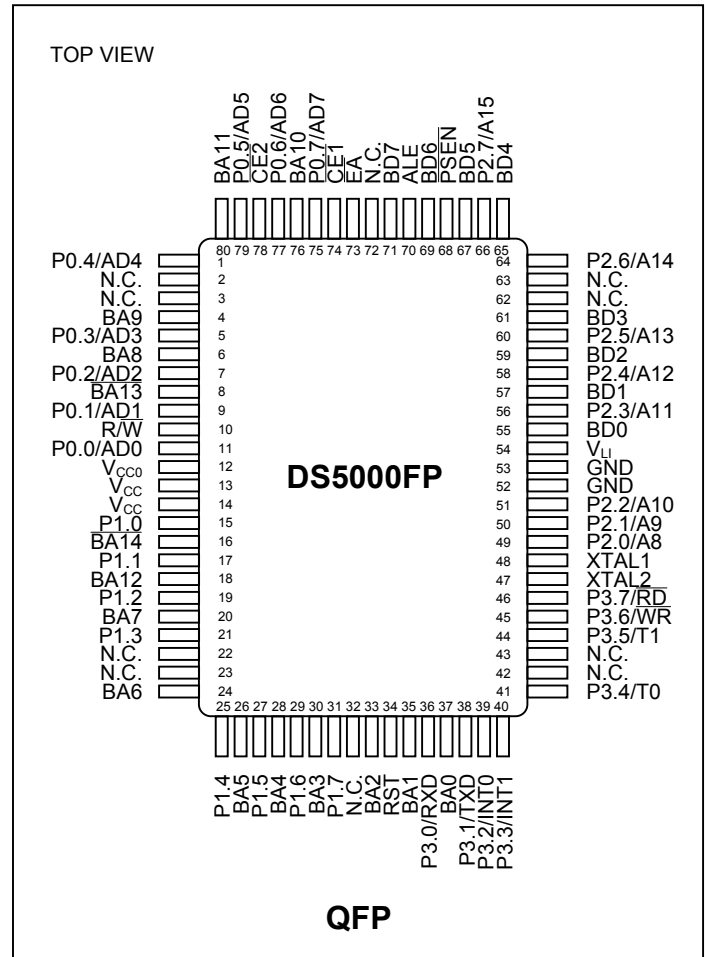 TOP VIEW
BA11
P0.5/AD5
CE2
P0.6/AD6
BA10
P0.7/AD7
CE1
EA
N.C.
BD7
ALE
BD6
PSEN
BD5
P2.7/A15
BD4
80 79 78 77 76 75 74 73 72 71 70 69 68 67 66 65
P0.4/AD4 1
N.C. 2
N.C. 3
BA9 4
P0.3/AD3 5
BA8 6
P0.2/AD2 7
BA13 8
P0.1/AD1 9
R/W 10
P0.0/AD0 11
VCC0 12
VCC 13
VCC 14
P1.0 15
BA14 16
P1.1 17
BA12 18
P1.2 19
BA7 20
P1.3 21
N.C. 22
N.C. 23
BA6 24
DS5000FP
64 P2.6/A14
63 N.C.
62 N.C.
61 BD3
60 P2.5/A13
59 BD2
58 P2.4/A12
57 BD1
56 P2.3/A11
55 BD0
54 VLI
53 GND
52 GND
51 P2.2/A10
50 P2.1/A9
49 P2.0/A8
48 XTAL1
47 XTAL2
46 P3.7/RD
45 P3.6/WR
44 P3.5/T1
43 N.C.
42 N.C.
41 P3.4/T0
25 26 27 28 29 30 31 32 33 34 35 36 37 38 39 40
P1.4
BA5
P1.5
BA4
P1.6
BA3
P1.7
N.C.
BA2
RST
BA1
P3.0/RXD
BA0
P3.1/TXD
P3.2/INT0
P3.3/INT1
QFP